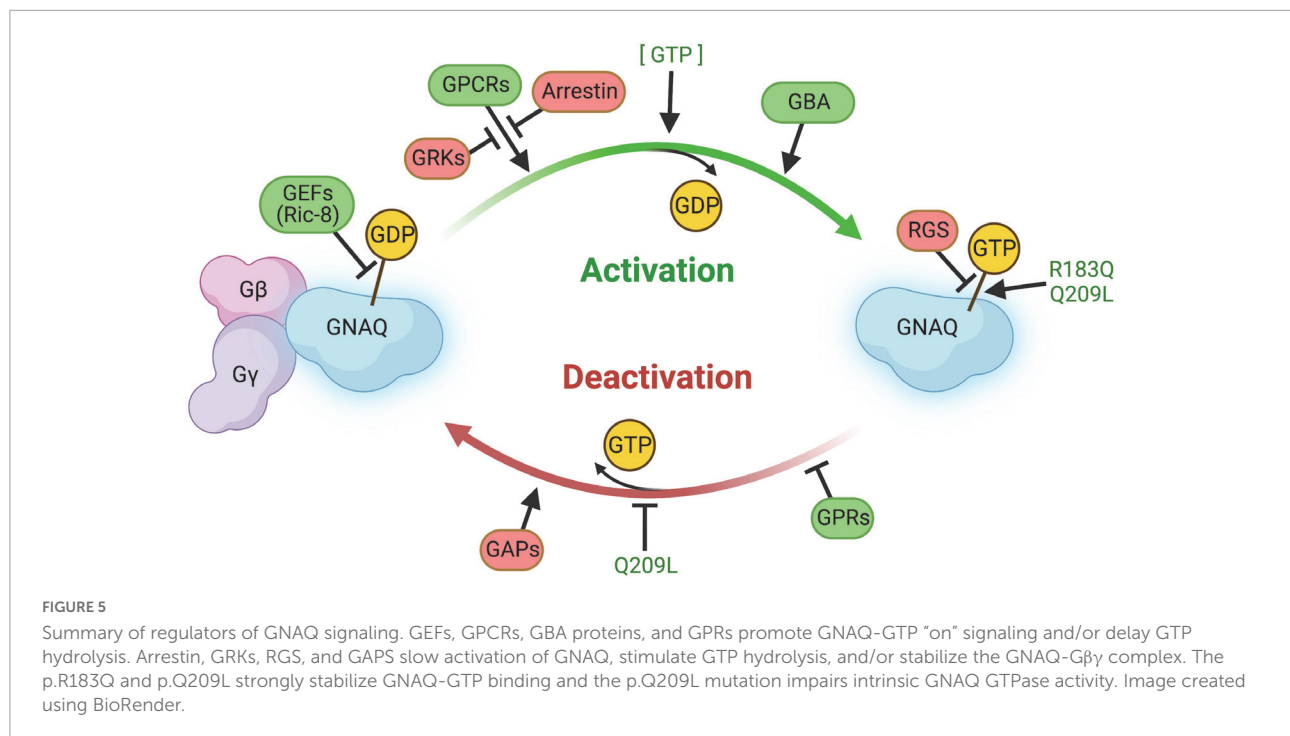 [ GTP ]
GPCRs
Arrestin
GBA
GRKs
GEFs
(Ric-8)
GDP
GDP
RGS
GTP
R183Q
Q209L
Activation
Gβ
GNAQ
GNAQ
Gγ
Deactivation
GTP
GPRs
GAPs
Q209L
FIGURE 5
Summary of regulators of GNAQ signaling. GEFs, GPCRs, GBA proteins, and GPRs promote GNAQ-GTP “on” signaling and/or delay GTP
hydrolysis. Arrestin, GRKs, RGS, and GAPS slow activation of GNAQ, stimulate GTP hydrolysis, and/or stabilize the GNAQ-Gβγ complex. The
p.R183Q and p.Q209L strongly stabilize GNAQ-GTP binding and the p.Q209L mutation impairs intrinsic GNAQ GTPase activity. Image created
using BioRender.